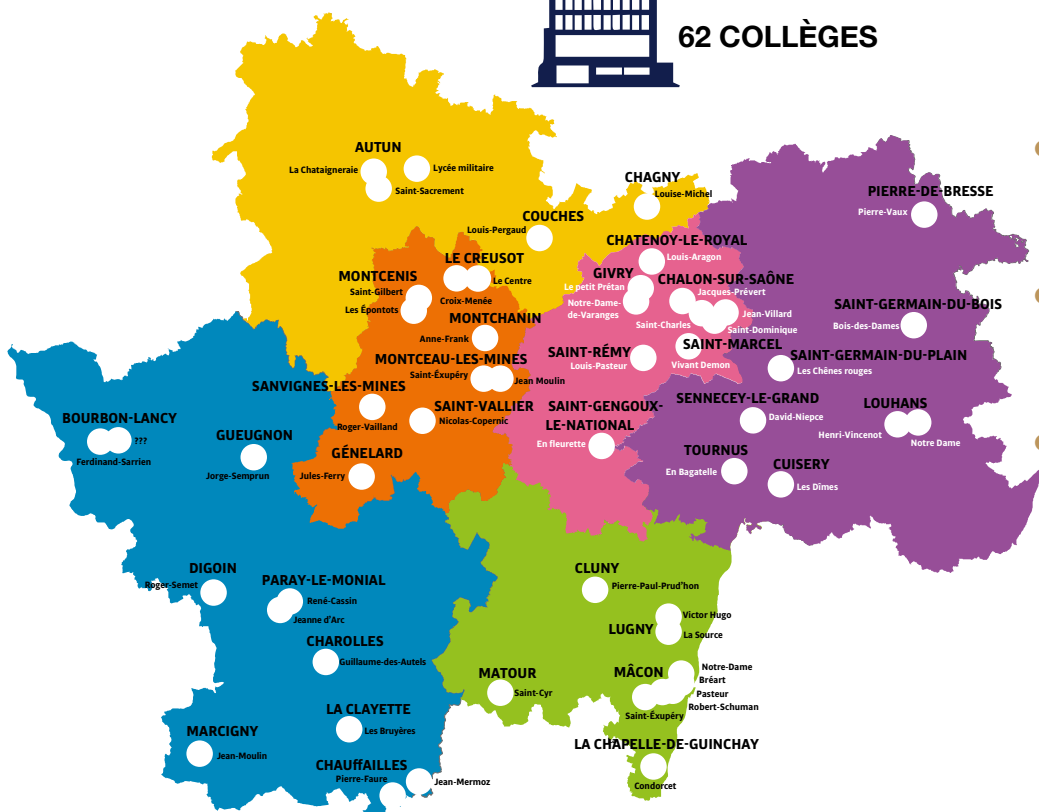 62 COLLÈGES
AUTUN
La Chataigneraie
Lycée militaire
Saint-Sacrement
CHAGNY
Louise-Michel
PIERRE-DE-BRESSE
Pierre-Vaux
COUCHES
Louis-Pergaud
CHATENOY-LE-ROYAL
Louis-Aragon
LE CREUSOT
Le Centre
Croix-Menée
MONTCENIS
Saint-Gilbert
Les Épontots
GIVRY
Le petit Prétan
Notre-Dame-
de-Varanges
CHALON-SUR-SAÔNE
Jacques-Prévert
Jean-Villard
Saint-Charles
Saint-Dominique
SAINT-GERMAIN-DU-BOIS
Bois-des-Dames
MONTCHANIN
Anne-Frank
SAINT-MARCEL
Vivant Demon
SAINT-RÉMY
Louis-Pasteur
SAINT-GERMAIN-DU-PLAIN
Les Chênes rouges
MONTCEAU-LES-MINES
Saint-Éxupéry
Jean Moulin
SANVIGNES-LES-MINES
Roger-Vailland
SAINT-VALLIER
Nicolas-Copernic
SAINT-GENGOUX-
LE-NATIONAL
En fleurette
SENNECEY-LE-GRAND
David-Niepce
LOUHANS
Henri-Vincenot
Notre Dame
BOURBON-LANCY
???
Ferdinand-Sarrien
GUEUGNON
Jorge-Semprun
GÉNELARD
Jules-Ferry
TOURNUS
En Bagatelle
CUISERY
Les Dîmes
DIGOIN
Roger-Semet
PARAY-LE-MONIAL
René-Cassin
Jeanne d'Arc
CLUNY
Pierre-Paul-Prud'hon
LUGNY
Victor Hugo
La Source
CHAROLLES
Guillaume-des-Autels
MATOUR
Saint-Cyr
MÂCON
Notre-Dame
Bréart
Pasteur
Robert-Schuman
Saint-Éxupéry
LA CLAYETTE
Les Bruyères
MARCIGNY
Jean-Moulin
LA CHAPELLE-DE-GUINCHAY
Condorcet
CHAUffAILLES
Pierre-Faure
Jean-Mermoz